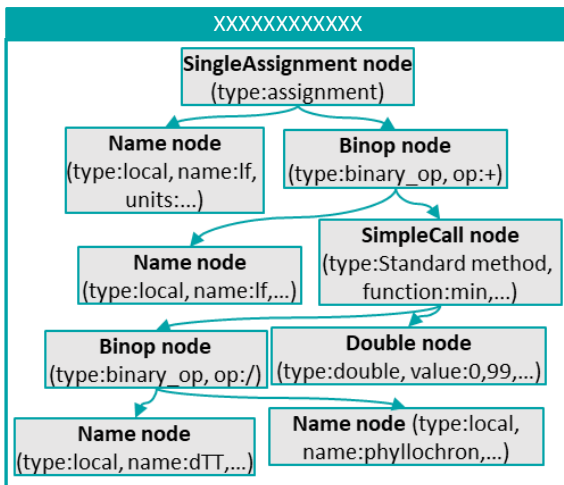 XXXXXXXXXXXX
SingleAssignment node
(type:assignment)
Name node
(type:local, name:lf,
units:...)
Binop node
(type:binary_op, op:+)
Name node
(type:local, name:lf,...)
SimpleCall node
(type:Standard method,
function:min,...)
Binop node
(type:binary_op, op:/)
Double node
(type:double, value:0,99,...)
Name node
(type:local, name:dTT,...)
Name node (type:local,
name:phyllochron,...)